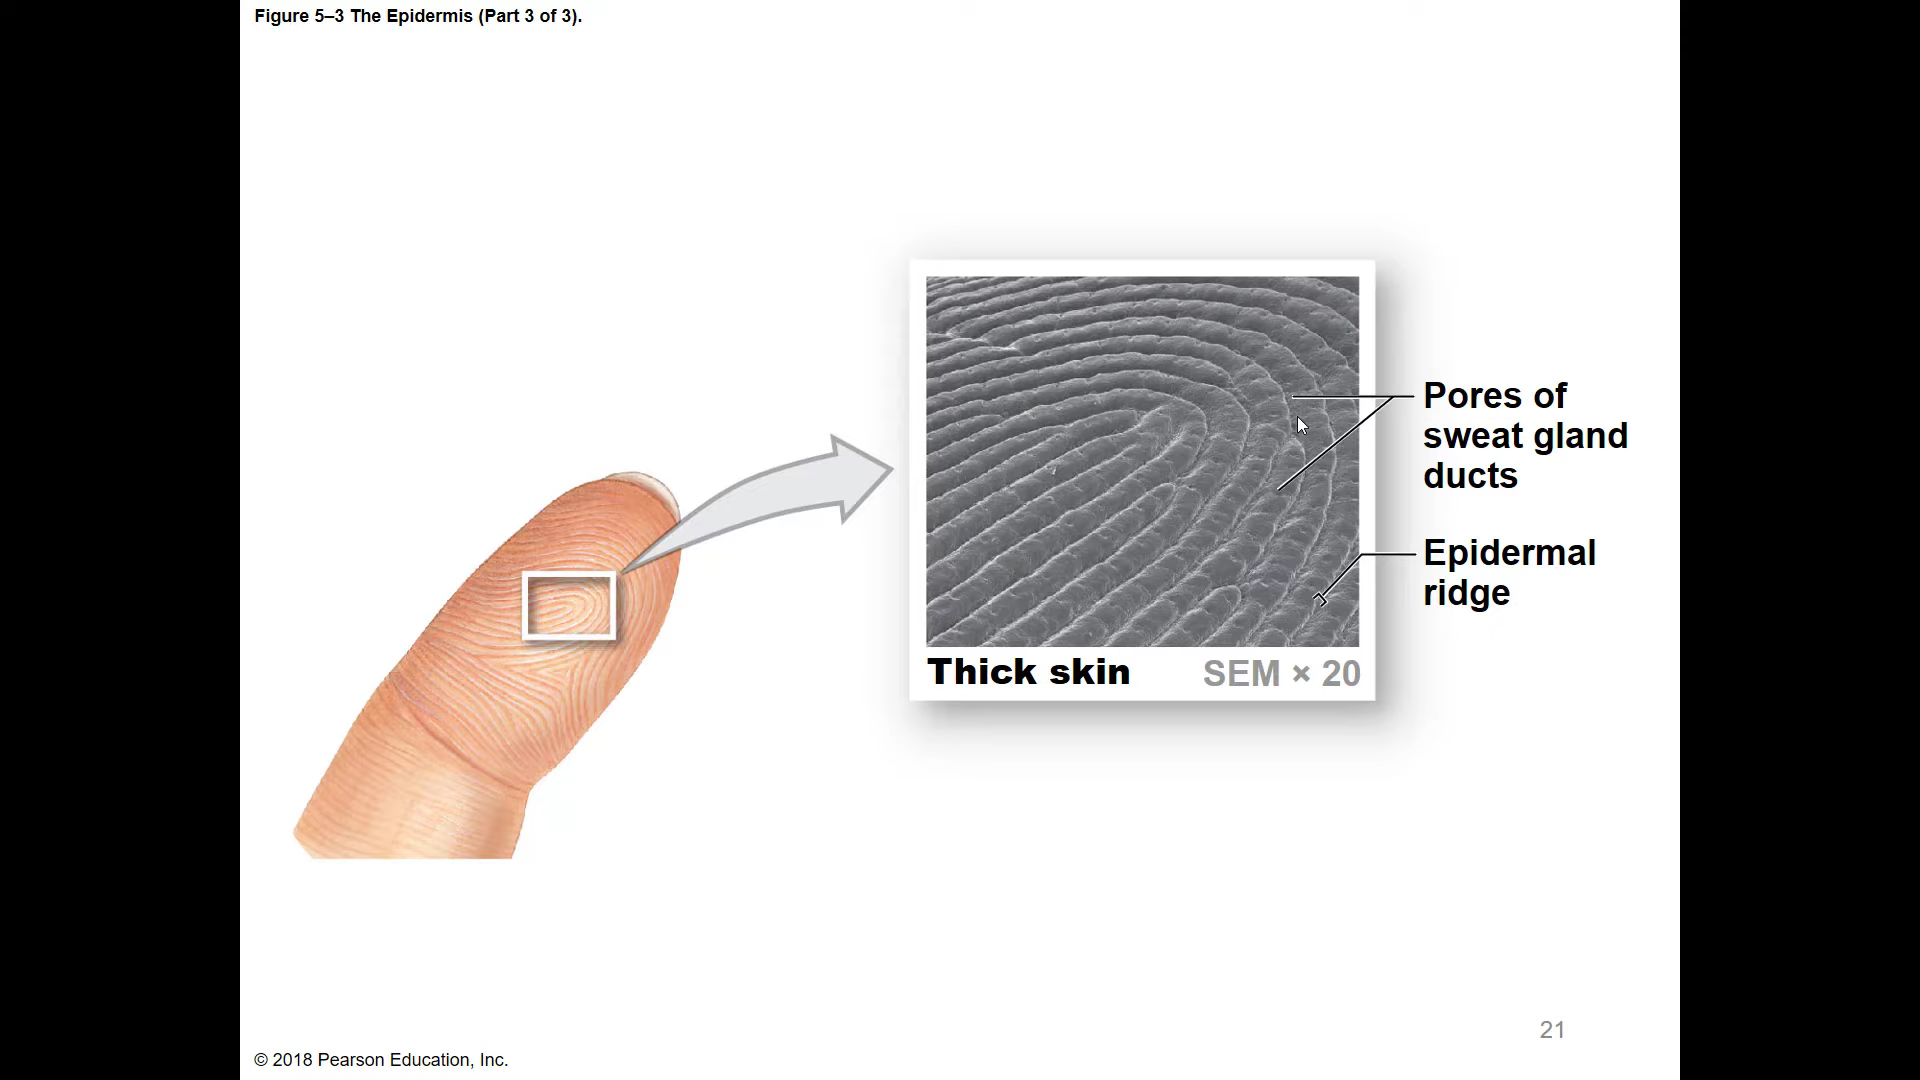 Figure 5–3 The Epidermis (Part 3 of 3).
Pores of
sweat gland
ducts
Epidermal
ridge
Thick skin
SEM × 20
21
© 2018 Pearson Education, Inc.